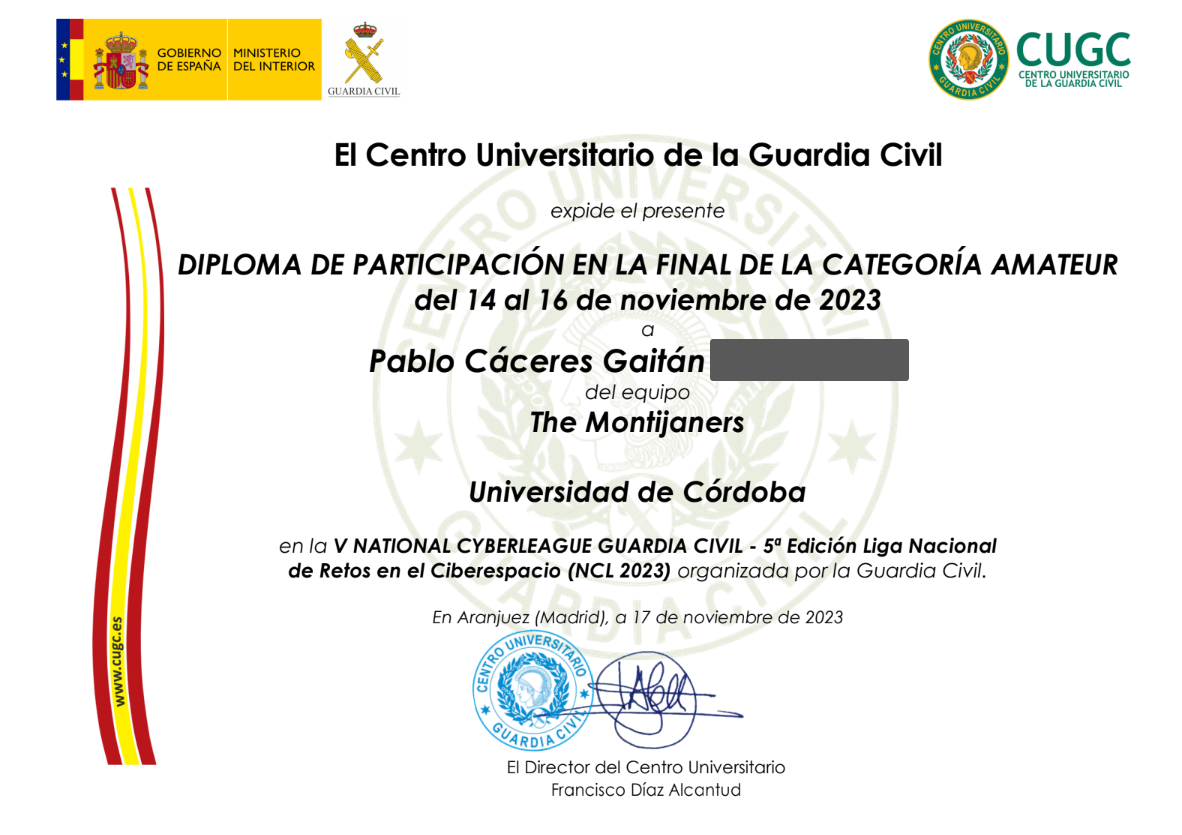 GOBIERNO DE ESPAÑA
MINISTERIO DEL INTERIOR
GUARDIA CIVIL
CENTRO UNIVERSITARIO
GUARDIA CIVIL
CUGC
CENTRO UNIVERSITARIO
DE LA GUARDIA CIVIL
El Centro Universitario de la Guardia Civil
expide el presente
DIPLOMA DE PARTICIPACIÓN EN LA FINAL DE LA CATEGORÍA AMATEUR
del 14 al 16 de noviembre de 2023
a
Pablo Cáceres Gaitán
del equipo
The Montijaners
Universidad de Córdoba
en la V NATIONAL CYBERLEAGUE GUARDIA CIVIL - 5ª Edición Liga Nacional
de Retos en el Ciberespacio (NCL 2023) organizada por la Guardia Civil.
En Aranjuez (Madrid), a 17 de noviembre de 2023
CENTRO UNIVERSITARIO
GUARDIA CIVIL
CENTRO UNIVERSITARIO
GUARDIA CIVIL
www.cugc.es
El Director del Centro Universitario
Francisco Díaz Alcantud